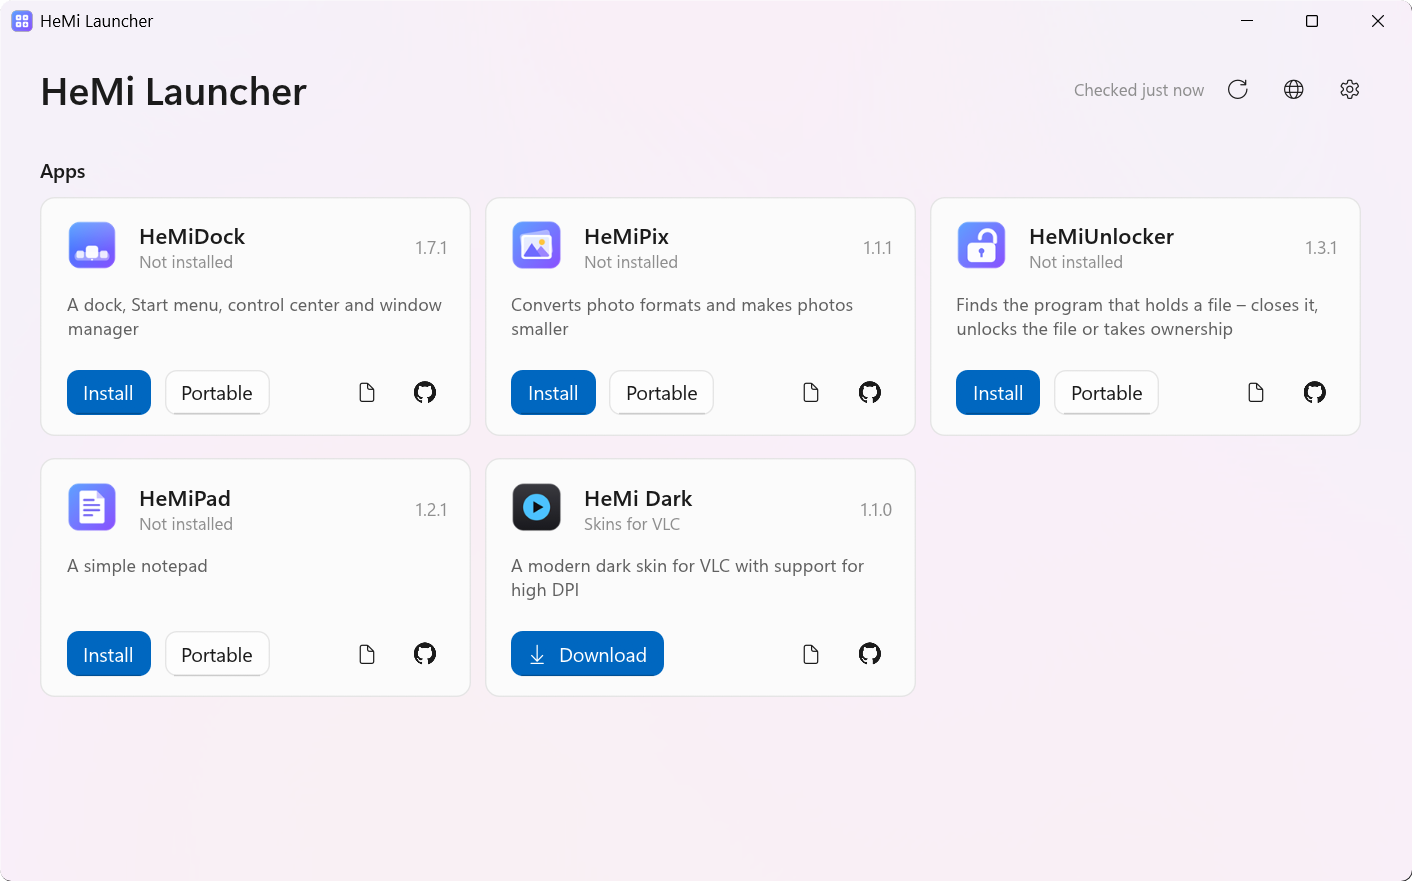 HeMi Launcher
HeMi Launcher
Checked just now
Apps
HeMiDock
Not installed
1.7.1
A dock, Start menu, control center and window
manager
Install
Portable
HeMiPix
Not installed
1.1.1
Converts photo formats and makes photos
smaller
Install
Portable
HeMiUnlocker
Not installed
1.3.1
Finds the program that holds a file – closes it,
unlocks the file or takes ownership
Install
Portable
HeMiPad
Not installed
1.2.1
A simple notepad
Install
Portable
HeMi Dark
Skins for VLC
1.1.0
A modern dark skin for VLC with support for
high DPI
Download